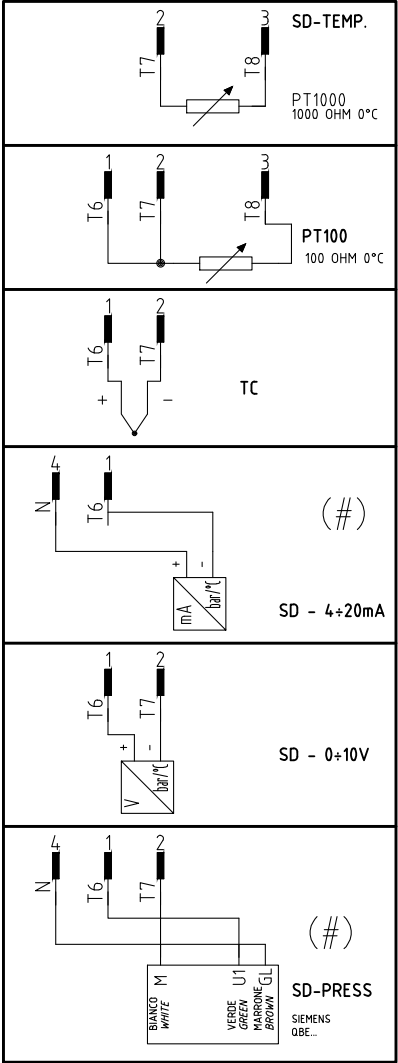 2 3 SD-TEMP.
T7 T8
PT1000
1000 OHM 0°C
1 2 3
T6 T7 T8
PT100
100 OHM 0°C
1 2
T6 T7
+ -
TC
4 1
N T6
(#)
+ -
mA bar/°C
SD - 4÷20mA
1 2
T6 T7
+ -
V bar/°C
SD - 0÷10V
4 1 2
N T6 T7
(#)
M U1 GL
BIANCO
WHITE
VERDE
GREEN
MARRONE
BROWN
SD-PRESS
SIEMENS
QBE...